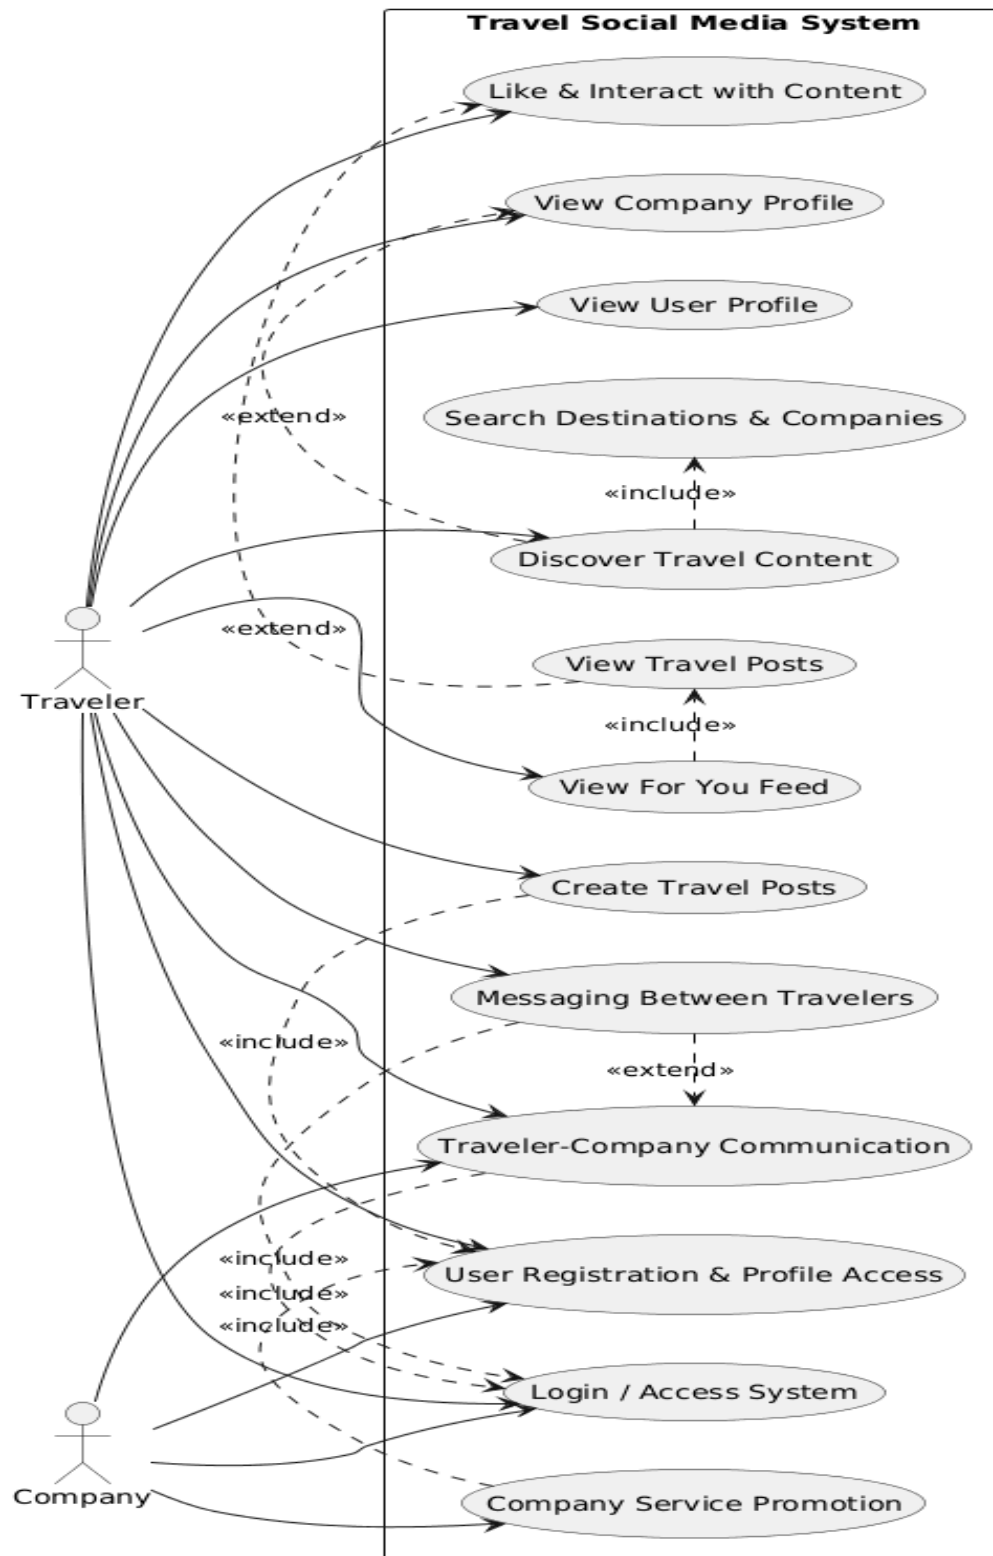 Travel Social Media System
Like & Interact with Content
View Company Profile
View User Profile
«extend»
Search Destinations & Companies
«include»
Discover Travel Content
«extend»
View Travel Posts
Traveler
«include»
View For You Feed
Create Travel Posts
Messaging Between Travelers
«include»
«extend»
Traveler-Company Communication
«include»
User Registration & Profile Access
«include»
«include»
Login / Access System
Company
Company Service Promotion